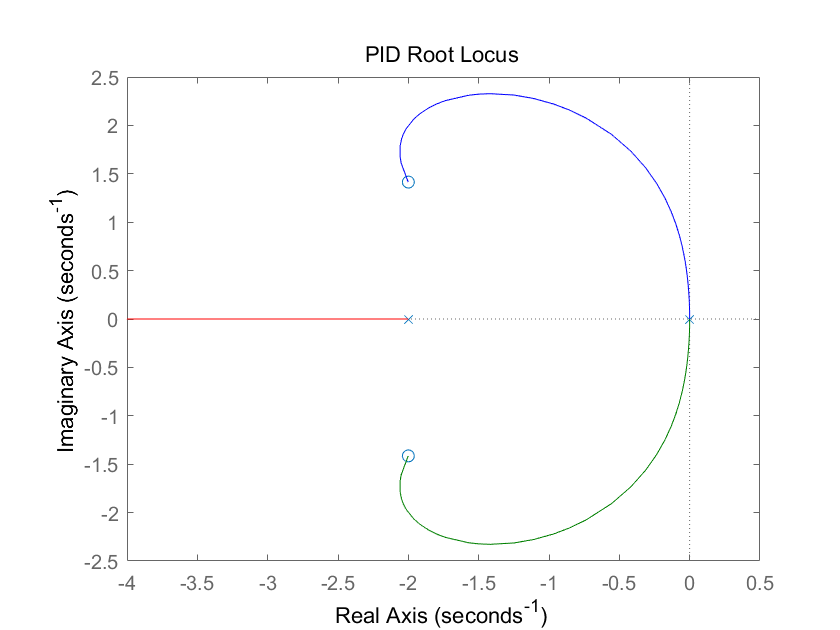 PID Root Locus
2.5
2
1.5
1
0.5
0
-0.5
-1
-1.5
-2
-2.5
Imaginary Axis (seconds⁻¹)
-4 -3.5 -3 -2.5 -2 -1.5 -1 -0.5 0 0.5
Real Axis (seconds⁻¹)